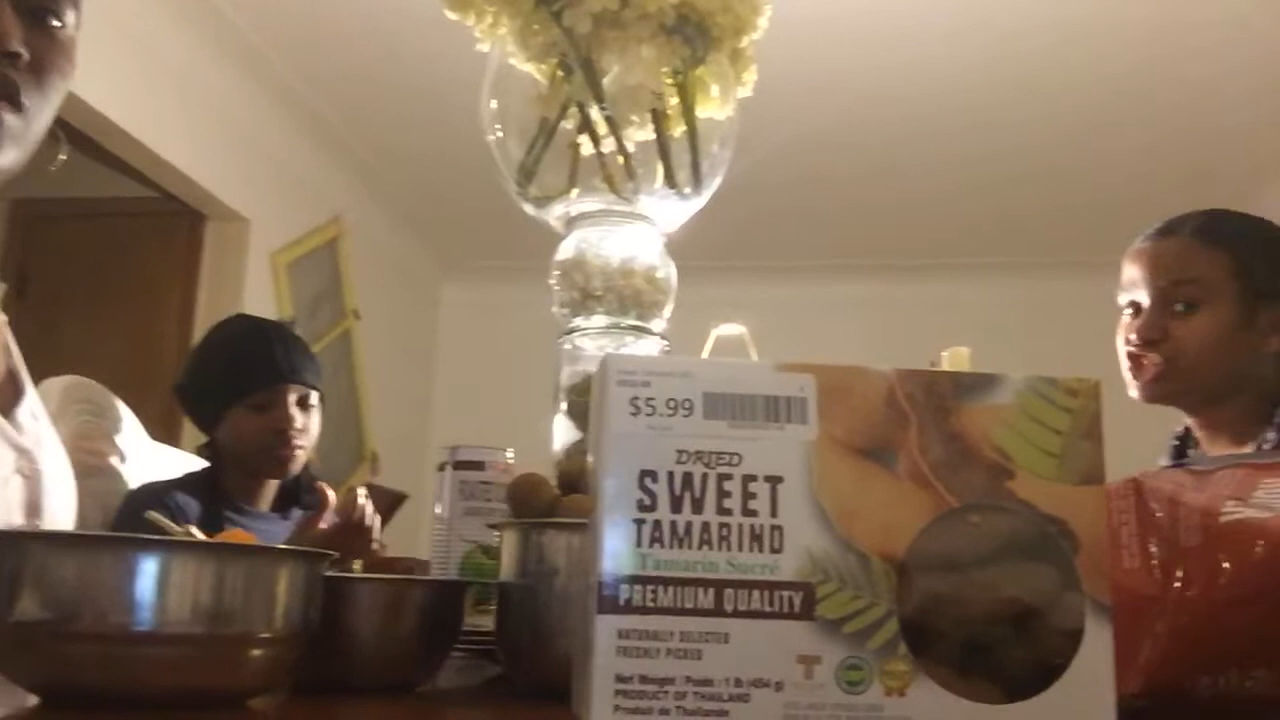 $5.99
DRIED
SWEET
TAMARIND
Tamarin Sucré
PREMIUM QUALITY
NATURALLY SELECTED
FRESHLY PICKED
Net Weight / Poids : 1 lb (454 g)
PRODUCT OF THAILAND
Produit de Thaïlande